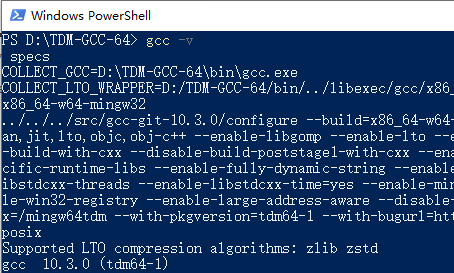 Windows PowerShell
PS D:\TDM-GCC-64> gcc -v
specs
COLLECT_GCC=D:\TDM-GCC-64\bin\gcc.exe
COLLECT_LTO_WRAPPER=D:/TDM-GCC-64/bin/../libexec/gcc/x86_
x86_64-w64-mingw32
../../../src/gcc-git-10.3.0/configure --build=x86_64-w64-
an,jit,lto,objc,obj-c++ --enable-libgomp --enable-lto --e
-build-with-cxx --disable-build-poststage1-with-cxx --ena
cific-runtime-libs --enable-fully-dynamic-string --enable
ibstdcxx-threads --enable-libstdcxx-time=yes --enable-min
le-win32-registry --enable-large-address-aware --disable-
x=/mingw64tdm --with-pkgversion=tdm64-1 --with-bugurl=htt
posix
Supported LTO compression algorithms: zlib zstd
gcc 10.3.0 (tdm64-1)